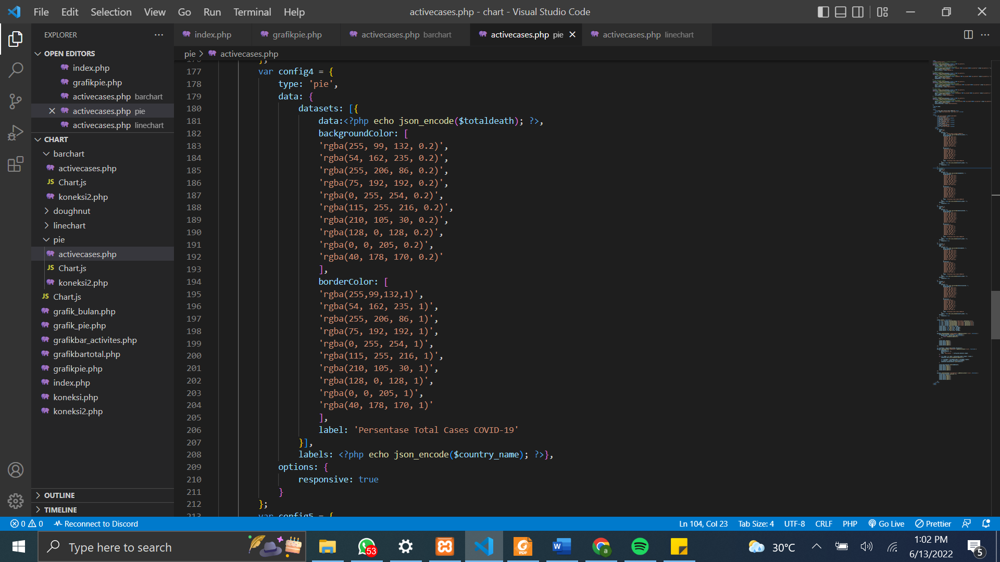 File Edit Selection View Go Run Terminal Help
activecases.php - chart - Visual Studio Code
EXPLORER
OPEN EDITORS
index.php
grafikpie.php
activecases.php barchart
activecases.php pie
activecases.php linechart
CHART
barchart
activecases.php
JS Chart.js
koneksi2.php
doughnut
linechart
pie
activecases.php
JS Chart.js
koneksi2.php
JS Chart.js
grafik_bulan.php
grafik_pie.php
grafikbar_activites.php
grafikbartotal.php
grafikpie.php
index.php
koneksi.php
koneksi2.php
OUTLINE
TIMELINE
index.php grafikpie.php activecases.php barchart activecases.php pie activecases.php linechart
pie > activecases.php
176 };
177 var config4 = {
178 type: 'pie',
179 data: {
180 datasets: [{
181 data:<?php echo json_encode($totaldeath); ?>,
182 backgroundColor: [
183 'rgba(255, 99, 132, 0.2)',
184 'rgba(54, 162, 235, 0.2)',
185 'rgba(255, 206, 86, 0.2)',
186 'rgba(75, 192, 192, 0.2)',
187 'rgba(0, 255, 254, 0.2)',
188 'rgba(115, 255, 216, 0.2)',
189 'rgba(210, 105, 30, 0.2)',
190 'rgba(128, 0, 128, 0.2)',
191 'rgba(0, 0, 205, 0.2)',
192 'rgba(40, 178, 170, 0.2)'
193 ],
194 borderColor: [
195 'rgba(255,99,132,1)',
196 'rgba(54, 162, 235, 1)',
197 'rgba(255, 206, 86, 1)',
198 'rgba(75, 192, 192, 1)',
199 'rgba(0, 255, 254, 1)',
200 'rgba(115, 255, 216, 1)',
201 'rgba(210, 105, 30, 1)',
202 'rgba(128, 0, 128, 1)',
203 'rgba(0, 0, 205, 1)',
204 'rgba(40, 178, 170, 1)'
205 ],
206 label: 'Persentase Total Cases COVID-19'
207 }],
208 labels: <?php echo json_encode($country_name); ?>},
209 options: {
210 responsive: true
211 }
212 };
213 var config5 = {
0 0 Reconnect to Discord
Ln 104, Col 23 Tab Size: 4 UTF-8 CRLF PHP Go Live Prettier
Type here to search
53
PDF
W
a
30°C
1:02 PM
6/13/2022
5